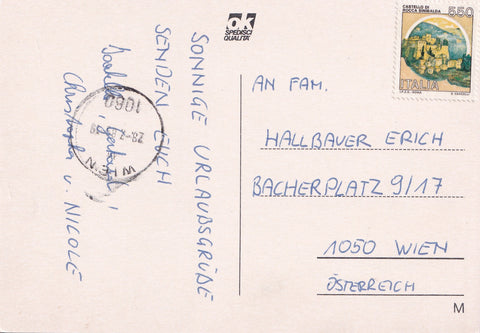 SONNIGE URLAUBSGRÜßE
SENDEN EUCH
Christoph u. NICOLE
ok
SPEDISCI
QUALITA'
CASTELLO DI
ROCCA SINIBALDA
550
ITALIA
1060
WIEN
AN FAM.
HALLBAUER ERICH
BACHERPLATZ 9/17
1050 WIEN
ÖSTERREICH
M